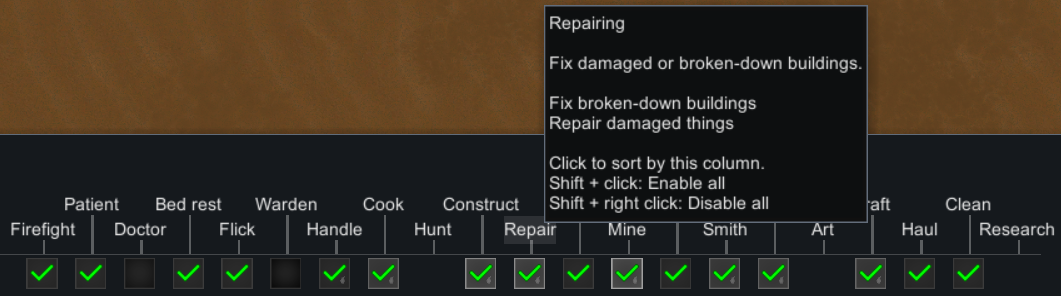 Repairing
Fix damaged or broken-down buildings.
Fix broken-down buildings
Repair damaged things
Click to sort by this column.
Shift + click: Enable all
Shift + right click: Disable all
Patient Bed rest Warden Cook Construct Clean
Firefight Doctor Flick Handle Hunt Repair Mine Smith Art Haul Research